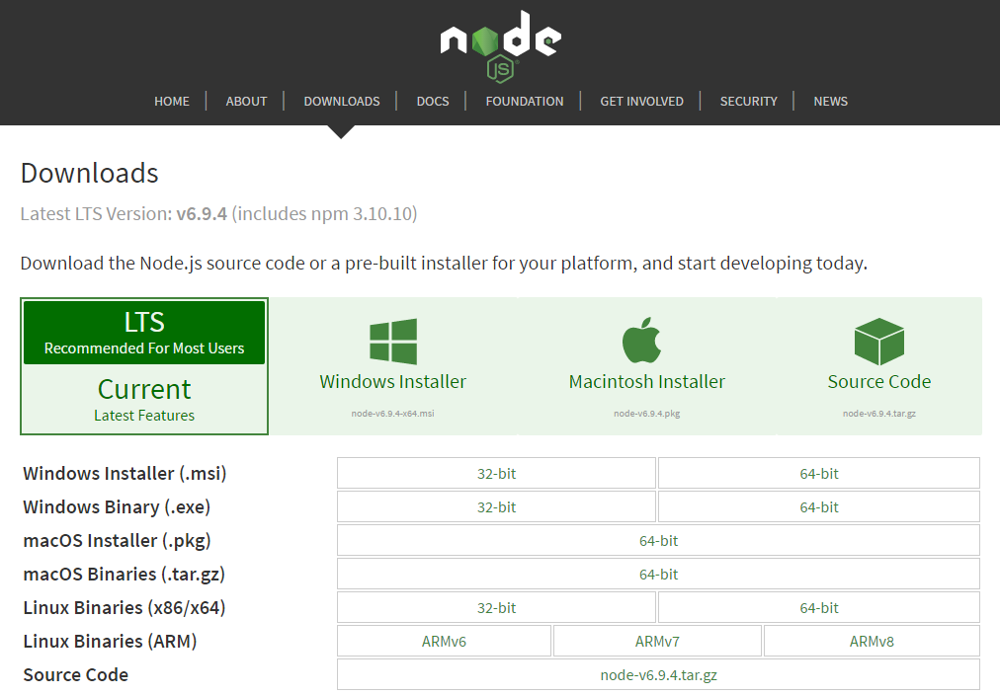 node
JS
HOME ABOUT DOWNLOADS DOCS FOUNDATION GET INVOLVED SECURITY NEWS
Downloads
Latest LTS Version: v6.9.4 (includes npm 3.10.10)
Download the Node.js source code or a pre-built installer for your platform, and start developing today.
LTS
Recommended For Most Users
Current
Latest Features
Windows Installer
node-v6.9.4-x64.msi
Macintosh Installer
node-v6.9.4.pkg
Source Code
node-v6.9.4.tar.gz
Windows Installer (.msi) 32-bit 64-bit
Windows Binary (.exe) 32-bit 64-bit
macOS Installer (.pkg) 64-bit
macOS Binaries (.tar.gz) 64-bit
Linux Binaries (x86/x64) 32-bit 64-bit
Linux Binaries (ARM) ARMv6 ARMv7 ARMv8
Source Code node-v6.9.4.tar.gz